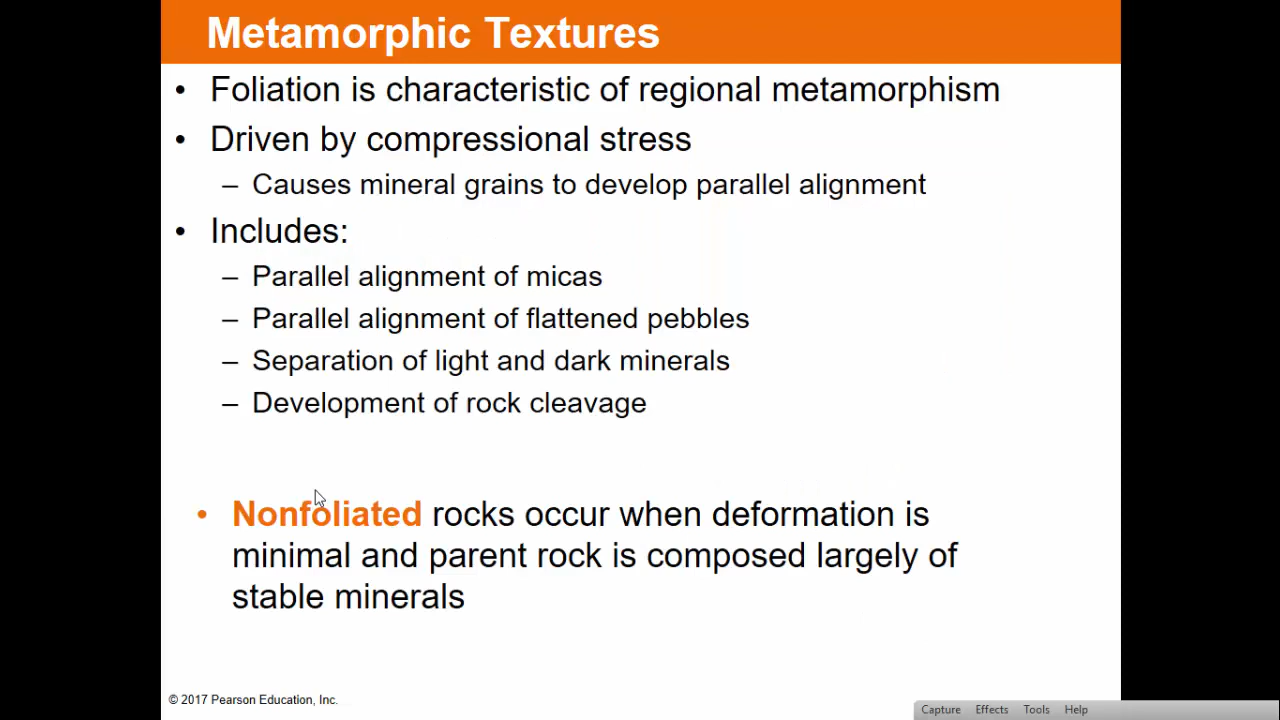 Metamorphic Textures
• Foliation is characteristic of regional metamorphism
• Driven by compressional stress
– Causes mineral grains to develop parallel alignment
• Includes:
– Parallel alignment of micas
– Parallel alignment of flattened pebbles
– Separation of light and dark minerals
– Development of rock cleavage
• Nonfoliated rocks occur when deformation is
minimal and parent rock is composed largely of
stable minerals
© 2017 Pearson Education, Inc.
Capture Effects Tools Help